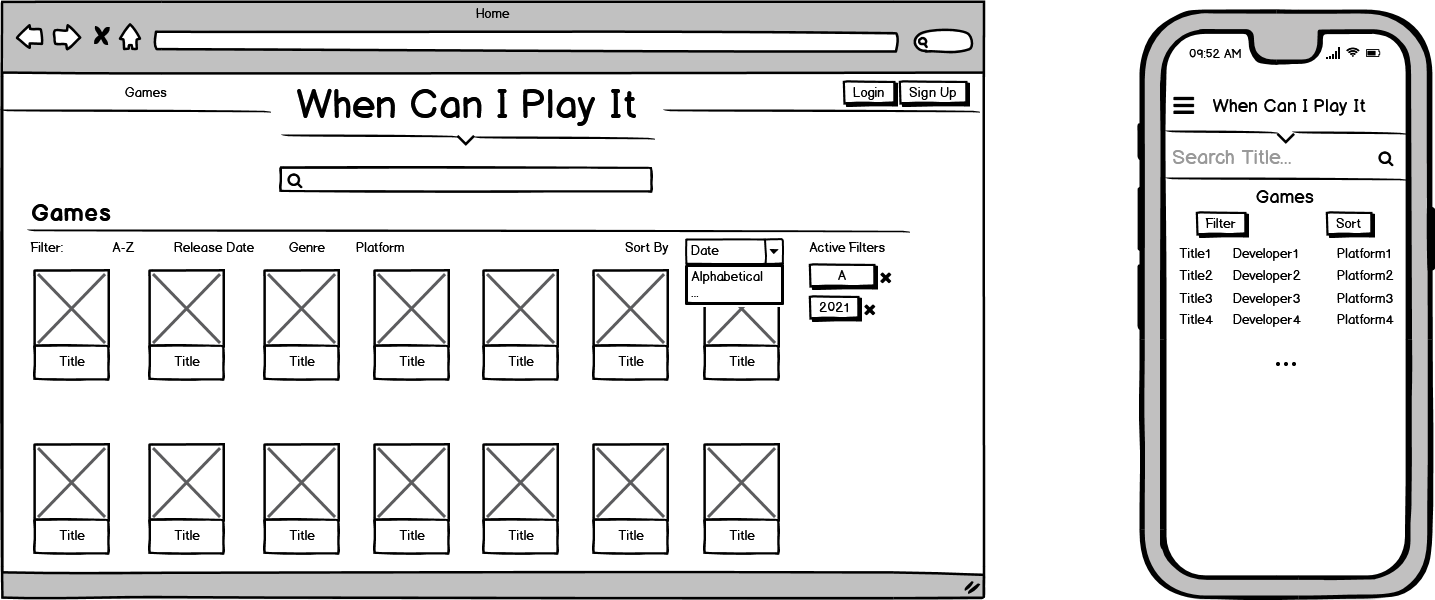 Home
Games
Login
Sign Up
When Can I Play It
Games
Filter:
A-Z
Release Date
Genre
Platform
Sort By
Date
Alphabetical
...
Active Filters
A
2021
Title
Title
Title
Title
Title
Title
Title
Title
Title
Title
Title
Title
Title
Title
09:52 AM
When Can I Play It
Search Title...
Games
Filter
Sort
Title1 Developer1 Platform1
Title2 Developer2 Platform2
Title3 Developer3 Platform3
Title4 Developer4 Platform4
...